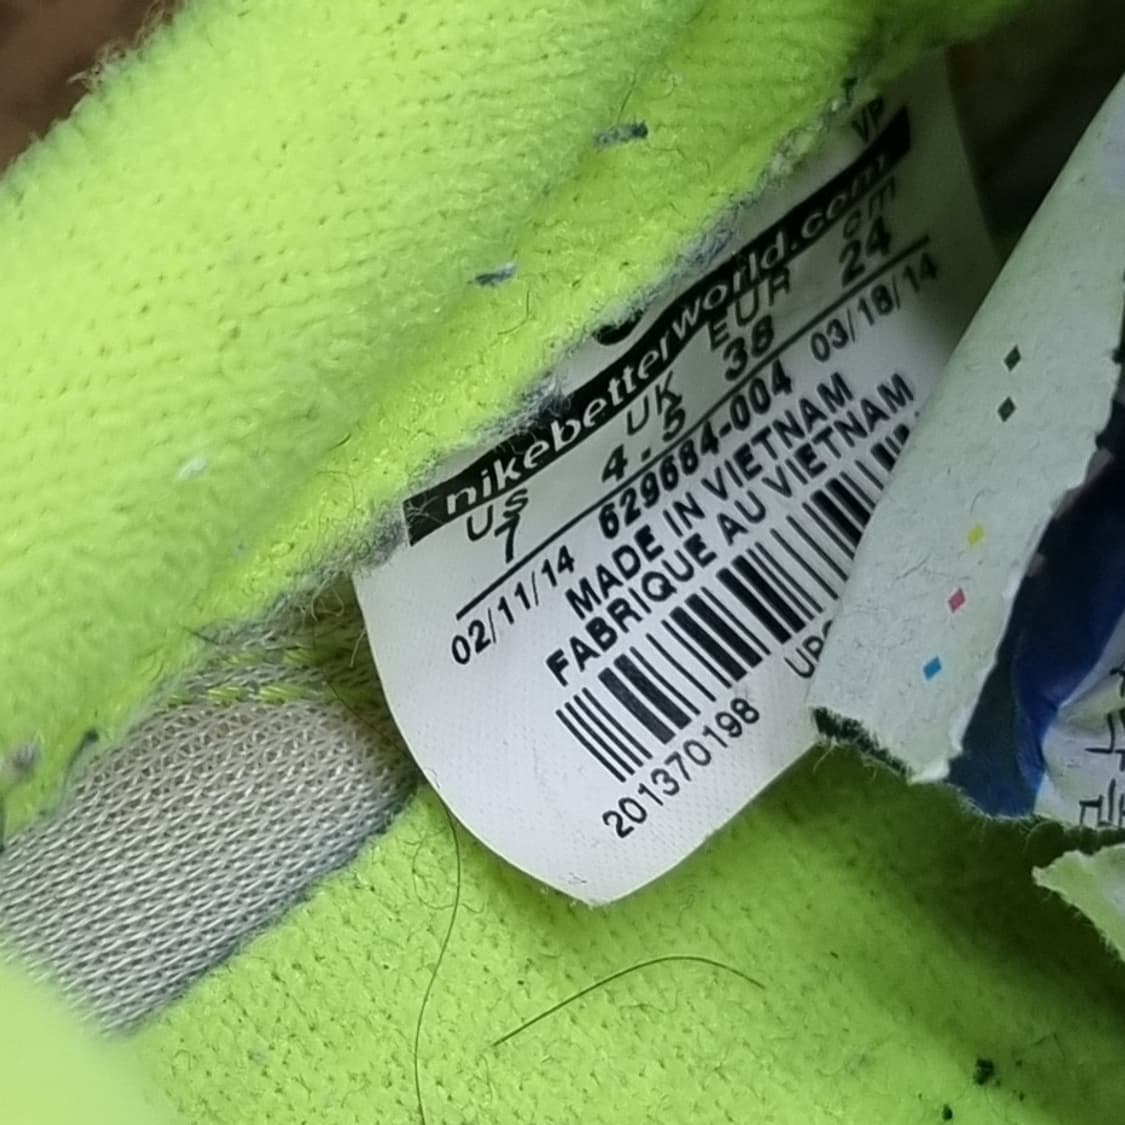 VP
nikebetterworld.com
US UK EUR cm
7 4.5 38 24
02/11/14 629684-004 03/18/14
MADE IN VIETNAM
FABRIQUE AU VIETNAM
201370198